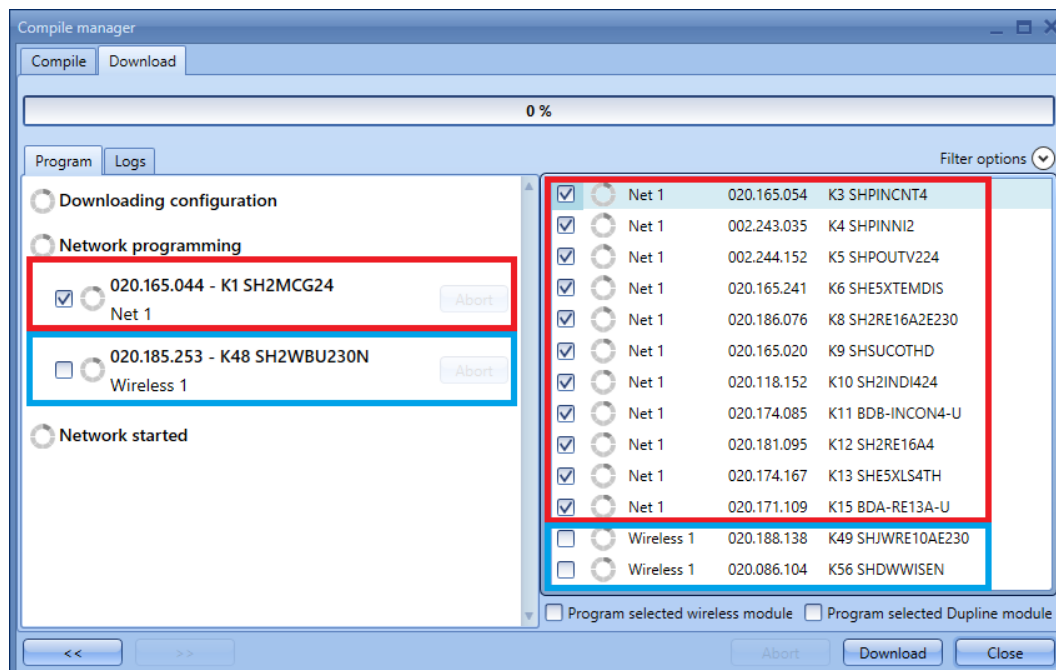 Compile manager
Compile Download
0 %
Program Logs
Filter options
Downloading configuration
Network programming
020.165.044 - K1 SH2MCG24
Net 1
Abort
020.185.253 - K48 SH2WBU230N
Wireless 1
Abort
Network started
Net 1 020.165.054 K3 SHPINCNT4
Net 1 002.243.035 K4 SHPINNI2
Net 1 002.244.152 K5 SHPOUTV224
Net 1 020.165.241 K6 SHE5XTEMDIS
Net 1 020.186.076 K8 SH2RE16A2E230
Net 1 020.165.020 K9 SHSUCOTHD
Net 1 020.118.152 K10 SH2INDI424
Net 1 020.174.085 K11 BDB-INCON4-U
Net 1 020.181.095 K12 SH2RE16A4
Net 1 020.174.167 K13 SHE5XLS4TH
Net 1 020.171.109 K15 BDA-RE13A-U
Wireless 1 020.188.138 K49 SHJWRE10AE230
Wireless 1 020.086.104 K56 SHDWWISEN
Program selected wireless module Program selected Dupline module
<< >> Abort Download Close